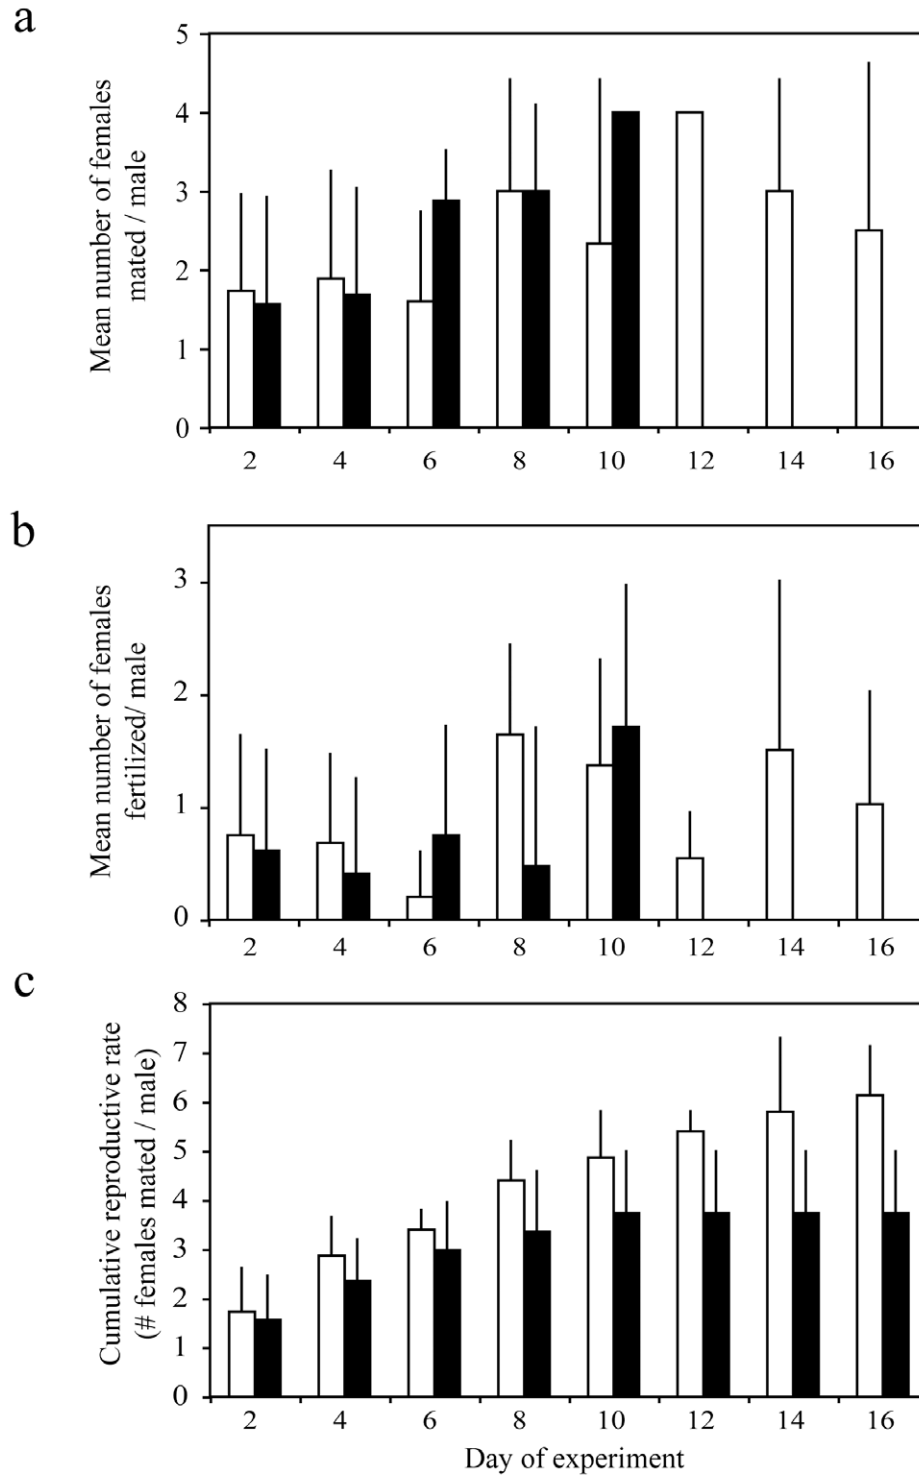 a
Mean number of females
mated / male
5
4
3
2
1
0
2 4 6 8 10 12 14 16
b
Mean number of females
fertilized/ male
3
2
1
0
2 4 6 8 10 12 14 16
c
Cumulative reproductive rate
(# females mated / male)
8
7
6
5
4
3
2
1
0
2 4 6 8 10 12 14 16
Day of experiment